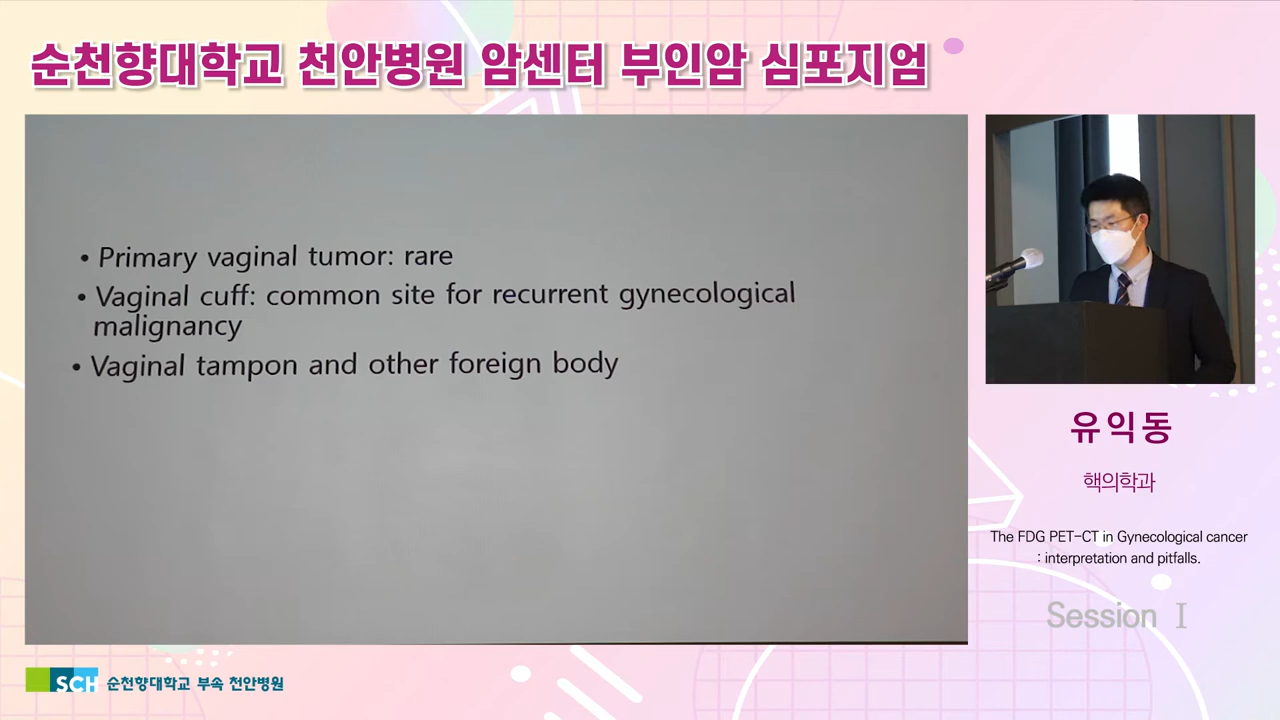 순천향대학교 천안병원 암센터 부인암 심포지엄
• Primary vaginal tumor: rare
• Vaginal cuff: common site for recurrent gynecological
malignancy
• Vaginal tampon and other foreign body
유익동
핵의학과
The FDG PET-CT in Gynecological cancer
: interpretation and pitfalls.
Session Ⅰ
SCH 순천향대학교 부속 천안병원